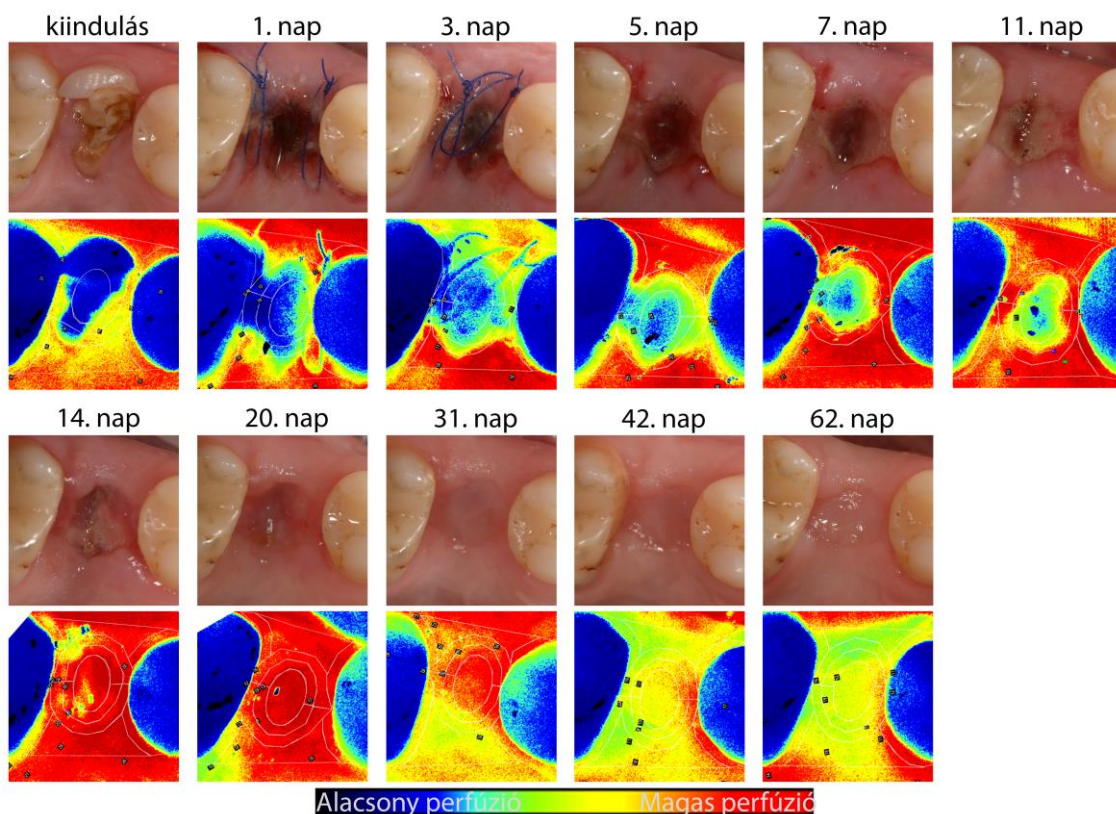 kiindulás 1. nap 3. nap 5. nap 7. nap 11. nap
14. nap 20. nap 31. nap 42. nap 62. nap
Alacsony perfúzió Magas perfúzió